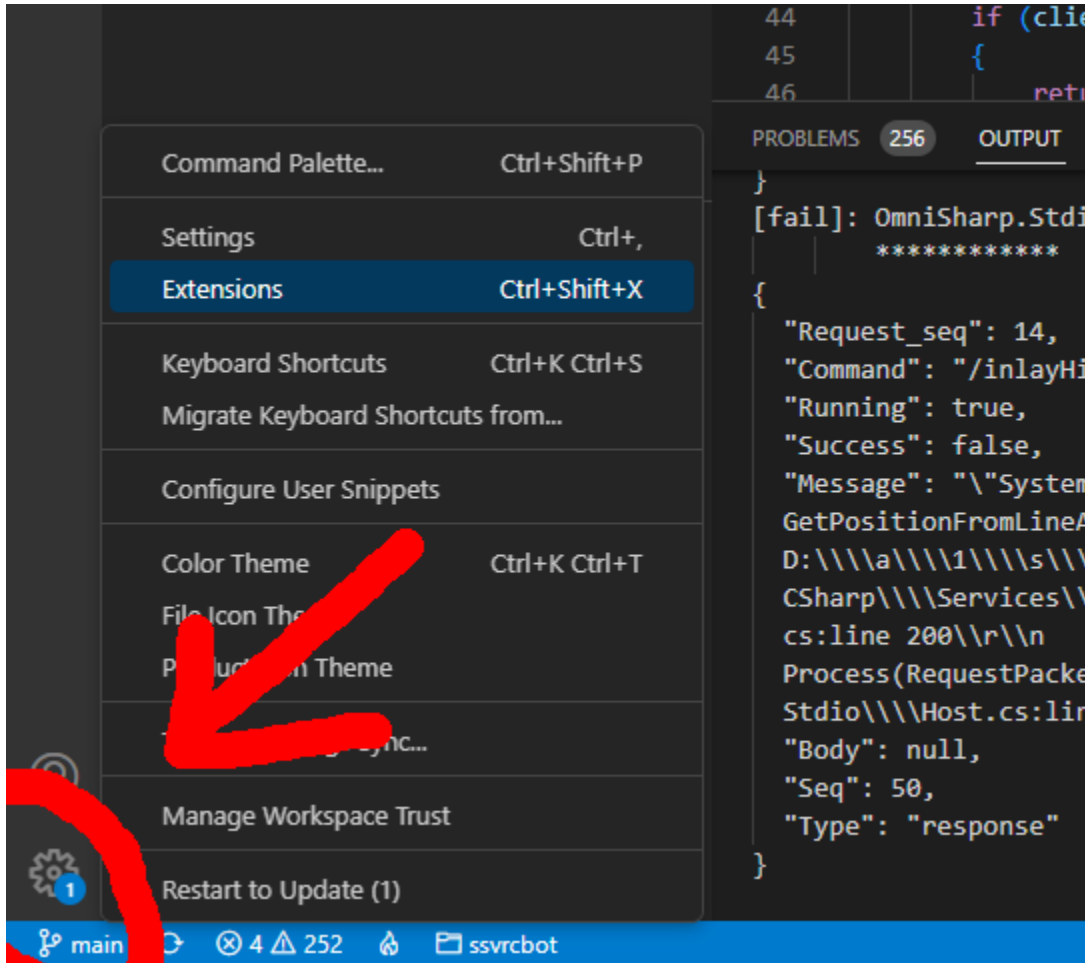 44 if (clie
45 {
46 retu
PROBLEMS 256 OUTPUT
}
[fail]: OmniSharp.Stdi
************
{
"Request_seq": 14,
"Command": "/inlayHi
"Running": true,
"Success": false,
"Message": "\"System
GetPositionFromLineA
D:\\\\a\\\\1\\\\s\\\
CSharp\\\\Services\\
cs:line 200\\r\\n
Process(RequestPacke
Stdio\\\\Host.cs:lin
"Body": null,
"Seq": 50,
"Type": "response"
}
Command Palette... Ctrl+Shift+P
Settings Ctrl+,
Extensions Ctrl+Shift+X
Keyboard Shortcuts Ctrl+K Ctrl+S
Migrate Keyboard Shortcuts from...
Configure User Snippets
Color Theme Ctrl+K Ctrl+T
File Icon The
Theme
Manage Workspace Trust
Restart to Update (1)
1
main 4 252 ssvrcbot